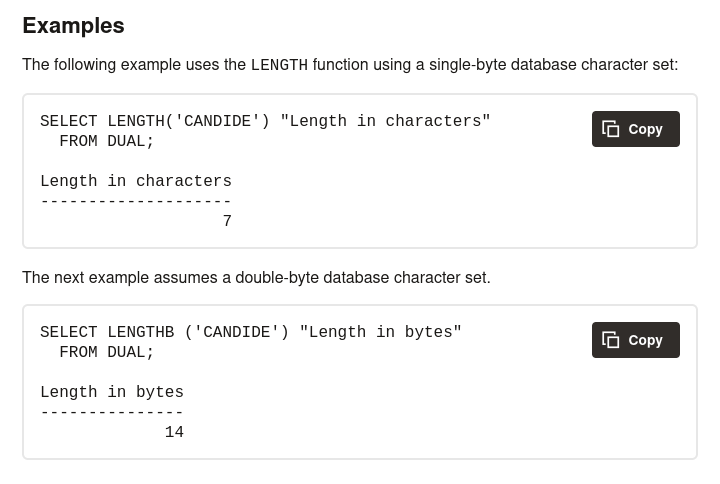 Examples
The following example uses the LENGTH function using a single-byte database character set:
SELECT LENGTH('CANDIDE') "Length in characters"
  FROM DUAL;
Copy
Length in characters
--------------------
                   7
The next example assumes a double-byte database character set.
SELECT LENGTHB ('CANDIDE') "Length in bytes"
  FROM DUAL;
Copy
Length in bytes
---------------
             14